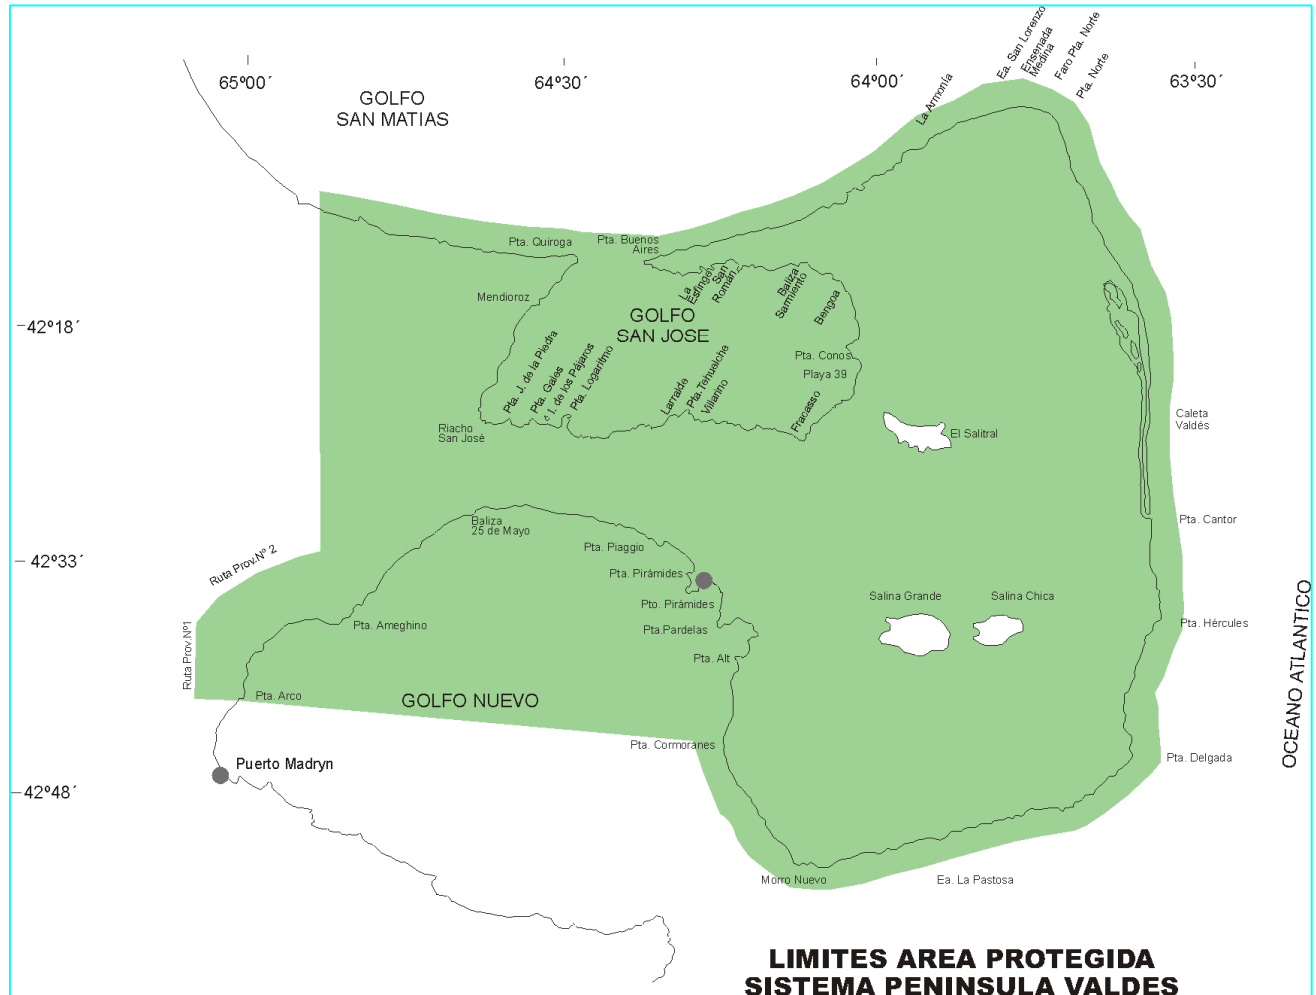 65º00´
64º30´
64º00´
63º30´
GOLFO
SAN MATIAS
La Armonía
Ea. San Lorenzo
Ensenada
Medina
Faro Pta. Norte
Pta. Norte
Pta. Quiroga
Pta. Buenos
Aires
Mendioroz
La
Esfinge
San
Román
Baliza
Sarmiento
Bengoa
GOLFO
SAN JOSE
42º18´
Pta. J. de la Piedra
Pta. Gales
I. de los Pájaros
Pta. Logaritmo
Larralde
Pta.Tehuelche
Villarino
Fracasso
Pta. Conos
Playa 39
Riacho
San José
El Salitral
Caleta
Valdés
Baliza
25 de Mayo
Pta. Cantor
Pta. Piaggio
42º33´
Ruta Prov.Nº 2
Pta. Pirámides
Pto. Pirámides
Salina Grande
Salina Chica
Ruta Prov.Nº1
Pta. Ameghino
Pta.Pardelas
Pta. Hércules
Pta. Alt
Pta. Arco
GOLFO NUEVO
OCEANO ATLANTICO
Pta. Cormoranes
Pta. Delgada
Puerto Madryn
42º48´
Morro Nuevo
Ea. La Pastosa
LIMITES AREA PROTEGIDA
SISTEMA PENINSULA VALDES